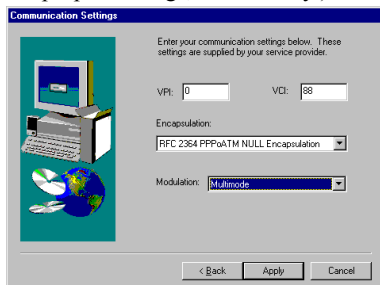 Communication Settings
Enter your communication settings below. These
settings are supplied by your service provider.
VPI: 0 VCI: 88
Encapsulation:
RFC 2364 PPPoATM NULL Encapsulation
Modulation: Multimode
< Back Apply Cancel